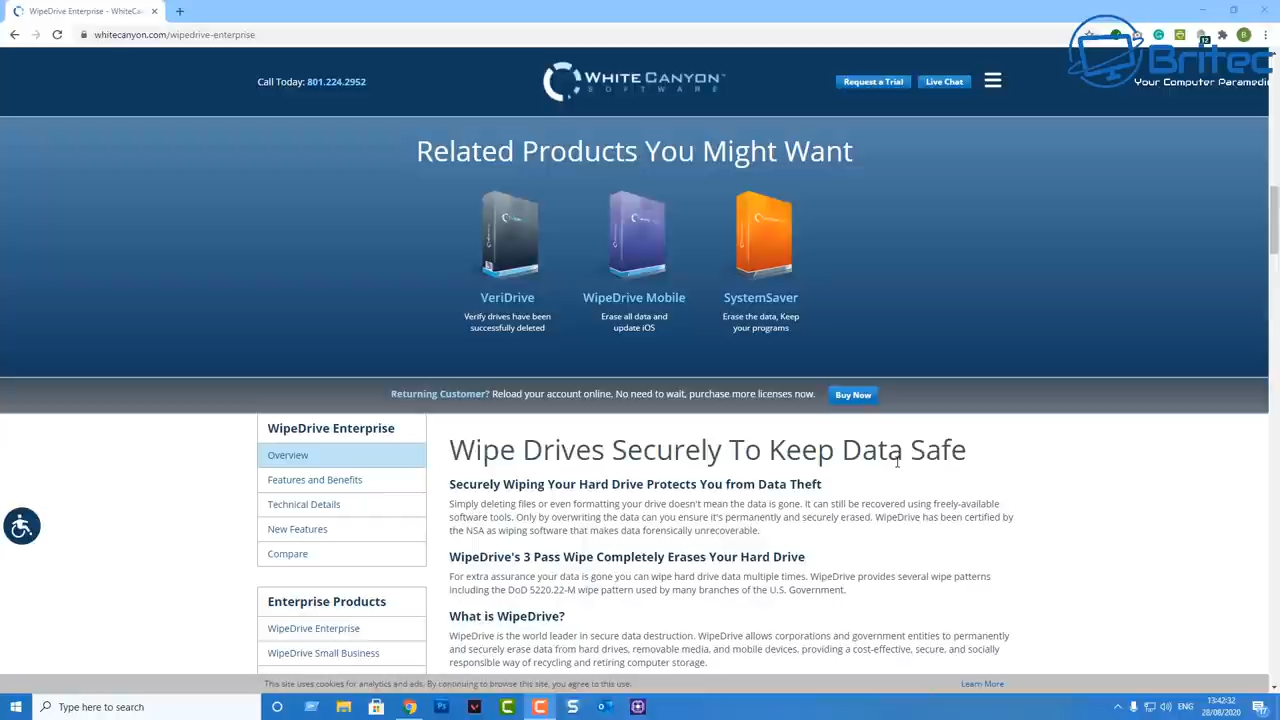 WipeDrive Enterprise - WhiteCa
whitecanyon.com/wipedrive-enterprise
Britec
Your Computer Paramedi
Call Today: 801.224.2952
WHITECANYON
SOFTWARE
Request a Trial
Live Chat
Related Products You Might Want
VeriDrive
WipeDrive Mobile
SystemSaver
Verify drives have been
successfully deleted
Erase all data and
update iOS
Erase the data, Keep
your programs
Returning Customer? Reload your account online. No need to wait, purchase more licenses now.
Buy Now
WipeDrive Enterprise
Overview
Features and Benefits
Technical Details
New Features
Compare
Enterprise Products
WipeDrive Enterprise
WipeDrive Small Business
Wipe Drives Securely To Keep Data Safe
Securely Wiping Your Hard Drive Protects You from Data Theft
Simply deleting files or even formatting your drive doesn't mean the data is gone. It can still be recovered using freely-available
software tools. Only by overwriting the data can you ensure it's permanently and securely erased. WipeDrive has been certified by
the NSA as wiping software that makes data forensically unrecoverable.
WipeDrive's 3 Pass Wipe Completely Erases Your Hard Drive
For extra assurance your data is gone you can wipe hard drive data multiple times. WipeDrive provides several wipe patterns
including the DoD 5220.22-M wipe pattern used by many branches of the U.S. Government.
What is WipeDrive?
WipeDrive is the world leader in secure data destruction. WipeDrive allows corporations and government entities to permanently
and securely erase data from hard drives, removable media, and mobile devices, providing a cost-effective, secure, and socially
responsible way of recycling and retiring computer storage.
This site uses cookies for analytics and ads. By continuing to browse this site, you agree to this use.
Learn More
Type here to search
ENG
13:42:32
28/08/2020